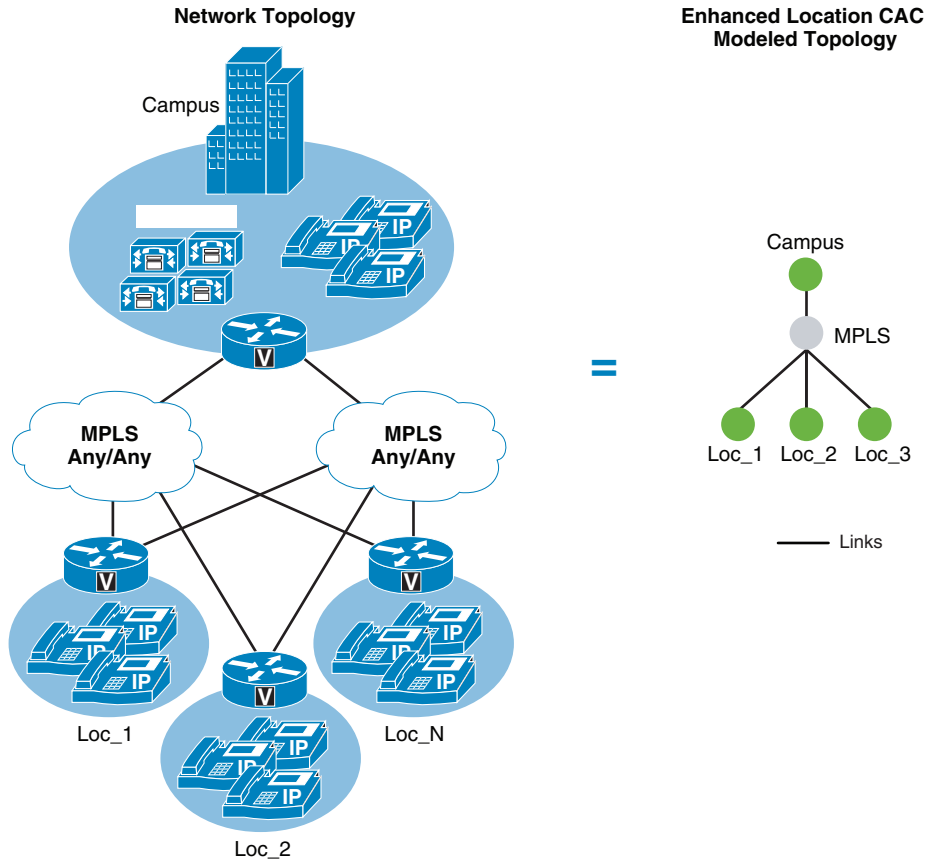 Network Topology
Enhanced Location CAC
Modeled Topology
Campus
IP
IP
IP
V
MPLS
Any/Any
MPLS
Any/Any
V
V
IP
IP
IP
IP
IP
IP
V
Loc_1
Loc_N
IP
IP
IP
Loc_2
=
Campus
MPLS
Loc_1
Loc_2
Loc_3
Links